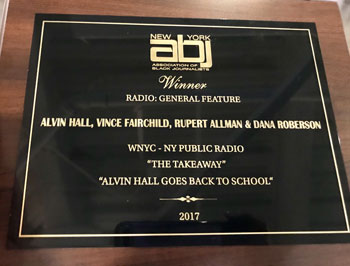 NEW YORK
abj
ASSOCIATION OF
BLACK JOURNALISTS
Winner
RADIO: GENERAL FEATURE
ALVIN HALL, VINCE FAIRCHILD, RUPERT ALLMAN & DANA ROBERSON
WNYC - NY PUBLIC RADIO
"THE TAKEAWAY"
"ALVIN HALL GOES BACK TO SCHOOL"
2017